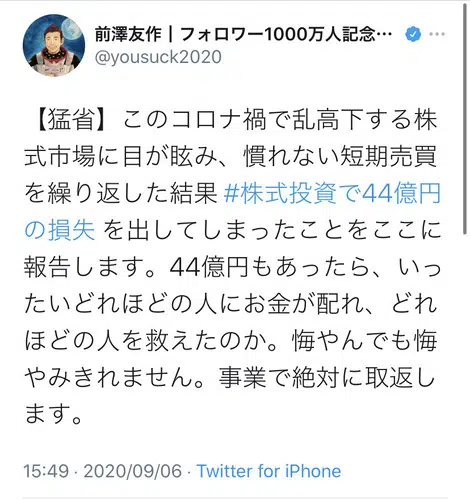 前澤友作┃フォロワー1000万人記念…
@yousuck2020
【猛省】このコロナ禍で乱高下する株
式市場に目が眩み、慣れない短期売買
を繰り返した結果 #株式投資で44億円
の損失 を出してしまったことをここに
報告します。44億円もあったら、いっ
たいどれほどの人にお金が配れ、どれ
ほどの人を救えたのか。悔やんでも悔
やみきれません。事業で絶対に取返し
ます。
15:49 · 2020/09/06 · Twitter for iPhone